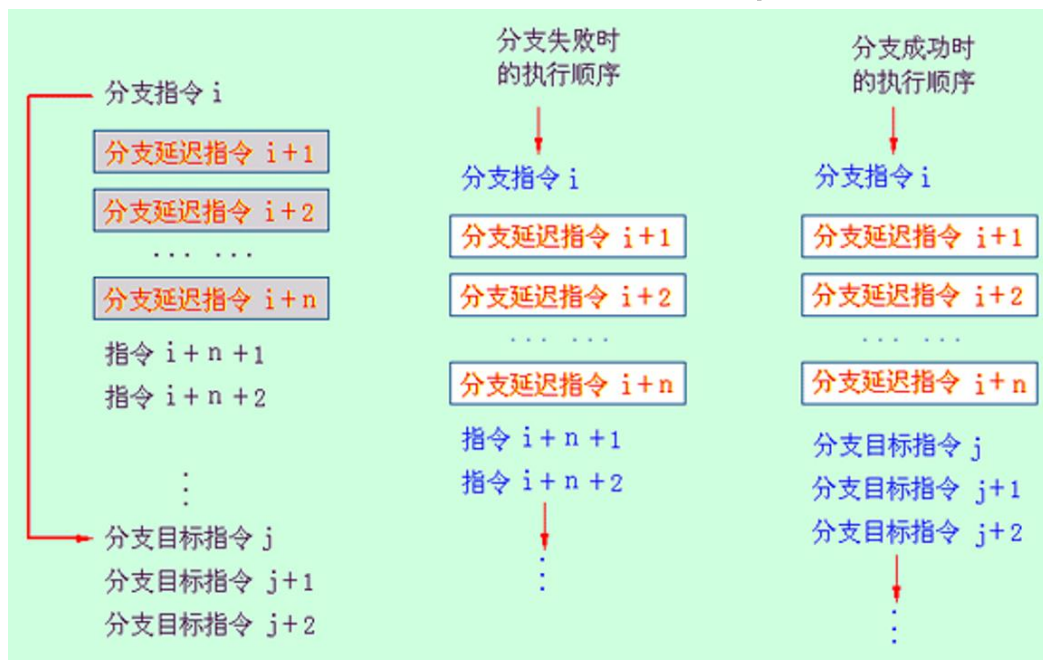 分支指令 i
分支延迟指令 i+1
分支延迟指令 i+2
... ...
分支延迟指令 i+n
指令 i+n+1
指令 i+n+2
⋮
分支目标指令 j
分支目标指令 j+1
分支目标指令 j+2
分支失败时
的执行顺序
分支指令 i
分支延迟指令 i+1
分支延迟指令 i+2
... ...
分支延迟指令 i+n
指令 i+n+1
指令 i+n+2
⋮
分支成功时
的执行顺序
分支指令 i
分支延迟指令 i+1
分支延迟指令 i+2
... ...
分支延迟指令 i+n
分支目标指令 j
分支目标指令 j+1
分支目标指令 j+2
⋮